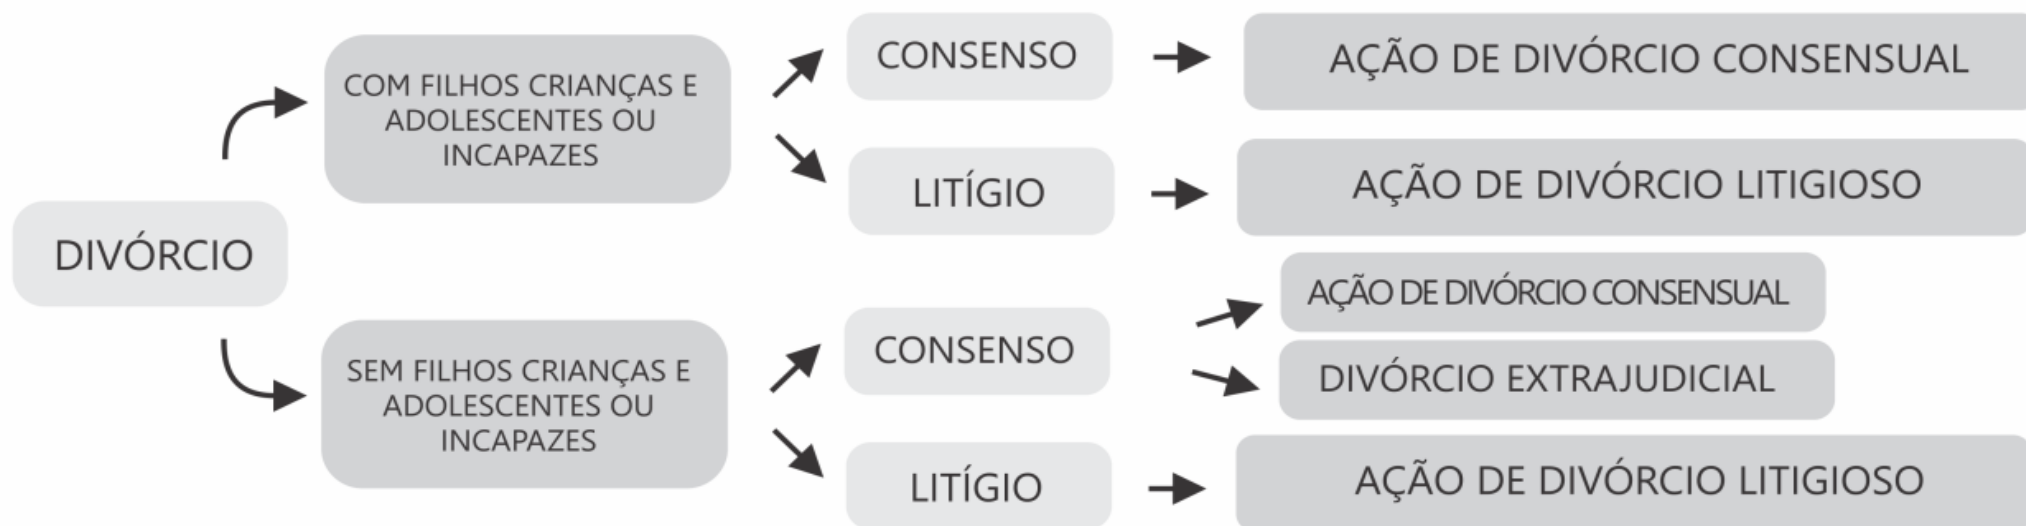 DIVÓRCIO
COM FILHOS CRIANÇAS E
ADOLESCENTES OU
INCAPAZES
CONSENSO
AÇÃO DE DIVÓRCIO CONSENSUAL
LITÍGIO
AÇÃO DE DIVÓRCIO LITIGIOSO
SEM FILHOS CRIANÇAS E
ADOLESCENTES OU
INCAPAZES
CONSENSO
AÇÃO DE DIVÓRCIO CONSENSUAL
DIVÓRCIO EXTRAJUDICIAL
LITÍGIO
AÇÃO DE DIVÓRCIO LITIGIOSO